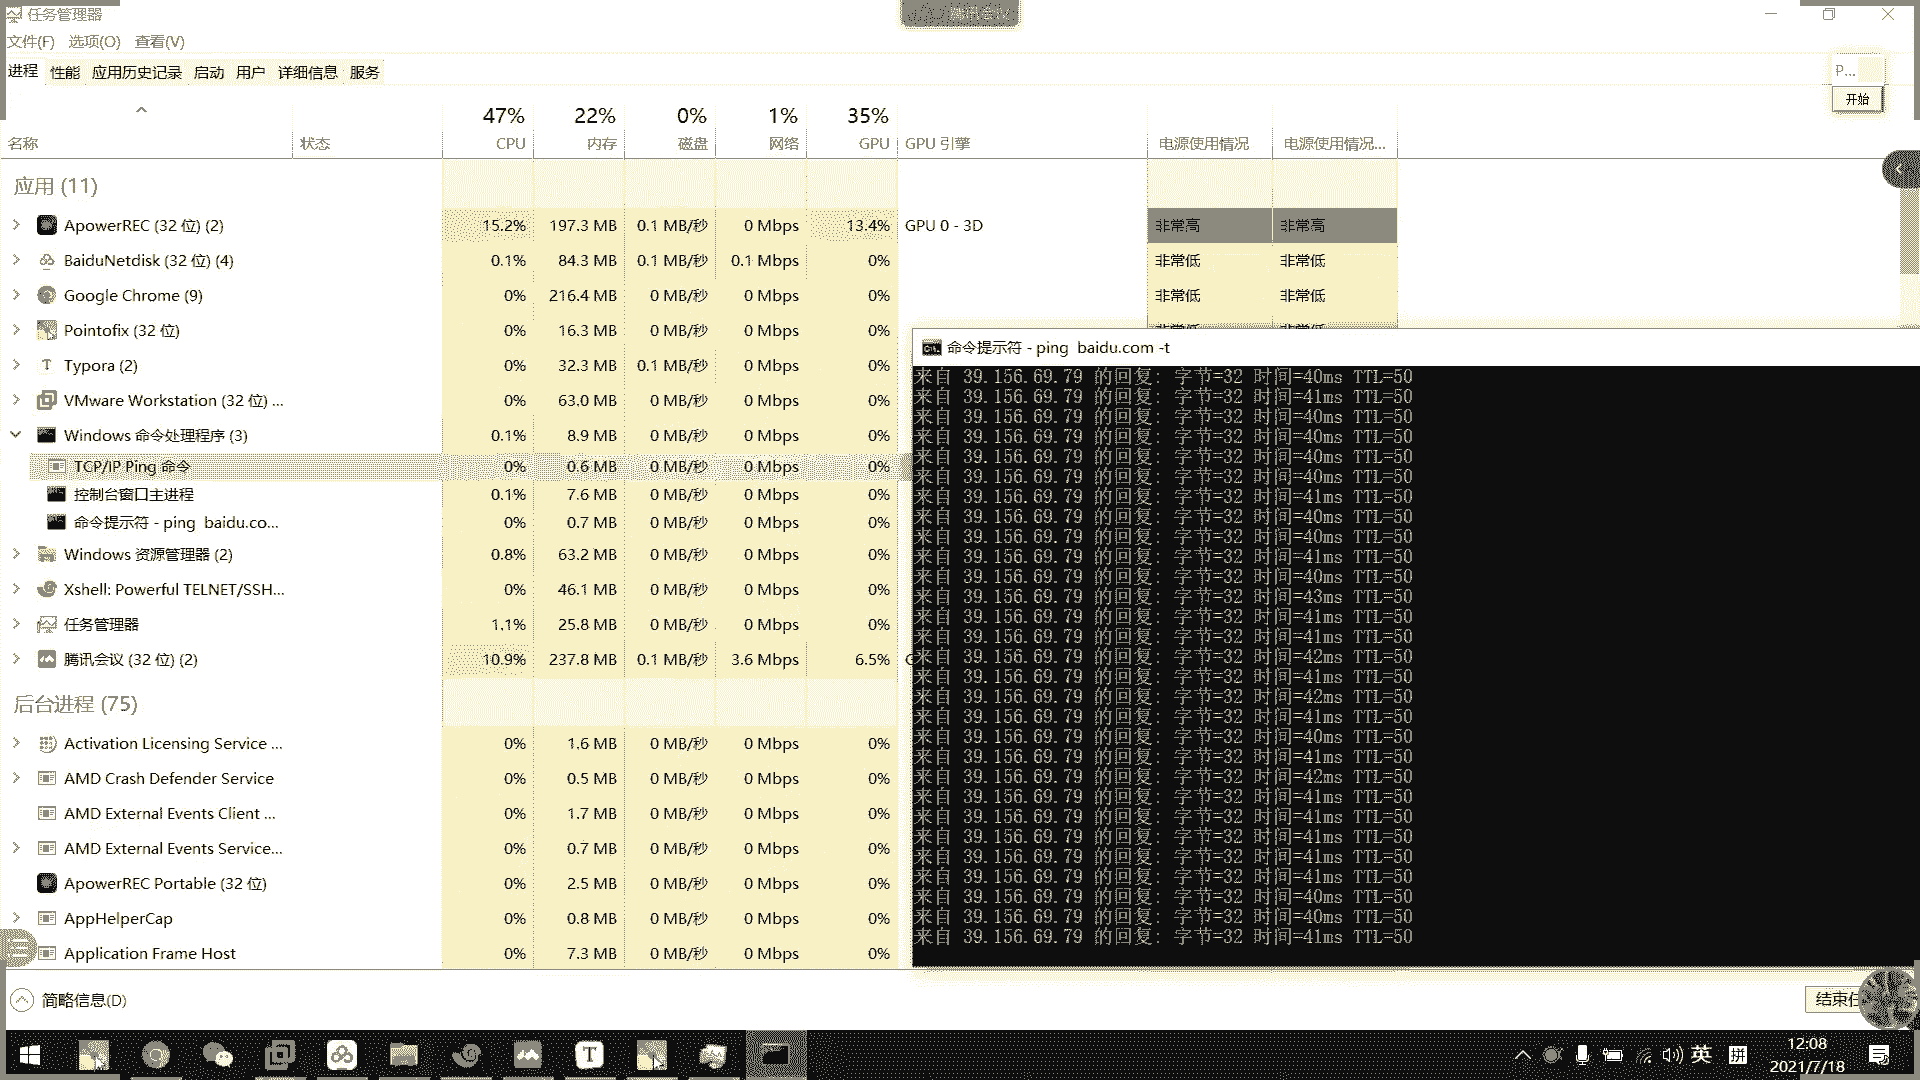 任务管理器
腾讯会议
文件(F) 选项(O) 查看(V)
进程 性能 应用历史记录 启动 用户 详细信息 服务
P...
开始
47% 22% 0% 1% 35%
名称 状态 CPU 内存 磁盘 网络 GPU GPU 引擎 电源使用情况 电源使用情况...
应用 (11)
ApowerREC (32 位) (2) 15.2% 197.3 MB 0.1 MB/秒 0 Mbps 13.4% GPU 0 - 3D 非常高 非常高
BaiduNetdisk (32 位) (4) 0.1% 84.3 MB 0.1 MB/秒 0.1 Mbps 0% 非常低 非常低
Google Chrome (9) 0% 216.4 MB 0 MB/秒 0 Mbps 0% 非常低 非常低
Pointofix (32 位) 0% 16.3 MB 0 MB/秒 0 Mbps 0%
Typora (2) 0% 32.3 MB 0.1 MB/秒 0 Mbps 0%
VMware Workstation (32 位) ... 0% 63.0 MB 0 MB/秒 0 Mbps 0%
Windows 命令处理程序 (3) 0.1% 8.9 MB 0 MB/秒 0 Mbps 0%
TCP/IP Ping 命令 0% 0.6 MB 0 MB/秒 0 Mbps 0%
控制台窗口主进程 0.1% 7.6 MB 0 MB/秒 0 Mbps 0%
命令提示符 - ping baidu.co... 0% 0.7 MB 0 MB/秒 0 Mbps 0%
Windows 资源管理器 (2) 0.8% 63.2 MB 0 MB/秒 0 Mbps 0%
Xshell: Powerful TELNET/SSH... 0% 46.1 MB 0 MB/秒 0 Mbps 0%
任务管理器 1.1% 25.8 MB 0 MB/秒 0 Mbps 0%
腾讯会议 (32 位) (2) 10.9% 237.8 MB 0.1 MB/秒 3.6 Mbps 6.5% G
后台进程 (75)
Activation Licensing Service ... 0% 1.6 MB 0 MB/秒 0 Mbps 0%
AMD Crash Defender Service 0% 0.5 MB 0 MB/秒 0 Mbps 0%
AMD External Events Client ... 0% 1.7 MB 0 MB/秒 0 Mbps 0%
AMD External Events Service... 0% 0.7 MB 0 MB/秒 0 Mbps 0%
ApowerREC Portable (32 位) 0% 2.5 MB 0 MB/秒 0 Mbps 0%
AppHelperCap 0% 0.8 MB 0 MB/秒 0 Mbps 0%
Application Frame Host 0% 7.3 MB 0 MB/秒 0 Mbps 0%
命令提示符 - ping baidu.com -t
来自 39.156.69.79 的回复: 字节=32 时间=40ms TTL=50
来自 39.156.69.79 的回复: 字节=32 时间=41ms TTL=50
来自 39.156.69.79 的回复: 字节=32 时间=40ms TTL=50
来自 39.156.69.79 的回复: 字节=32 时间=40ms TTL=50
来自 39.156.69.79 的回复: 字节=32 时间=40ms TTL=50
来自 39.156.69.79 的回复: 字节=32 时间=40ms TTL=50
来自 39.156.69.79 的回复: 字节=32 时间=41ms TTL=50
来自 39.156.69.79 的回复: 字节=32 时间=40ms TTL=50
来自 39.156.69.79 的回复: 字节=32 时间=40ms TTL=50
来自 39.156.69.79 的回复: 字节=32 时间=41ms TTL=50
来自 39.156.69.79 的回复: 字节=32 时间=40ms TTL=50
来自 39.156.69.79 的回复: 字节=32 时间=43ms TTL=50
来自 39.156.69.79 的回复: 字节=32 时间=41ms TTL=50
来自 39.156.69.79 的回复: 字节=32 时间=41ms TTL=50
来自 39.156.69.79 的回复: 字节=32 时间=42ms TTL=50
来自 39.156.69.79 的回复: 字节=32 时间=41ms TTL=50
来自 39.156.69.79 的回复: 字节=32 时间=42ms TTL=50
来自 39.156.69.79 的回复: 字节=32 时间=41ms TTL=50
来自 39.156.69.79 的回复: 字节=32 时间=40ms TTL=50
来自 39.156.69.79 的回复: 字节=32 时间=41ms TTL=50
来自 39.156.69.79 的回复: 字节=32 时间=42ms TTL=50
来自 39.156.69.79 的回复: 字节=32 时间=41ms TTL=50
来自 39.156.69.79 的回复: 字节=32 时间=41ms TTL=50
来自 39.156.69.79 的回复: 字节=32 时间=41ms TTL=50
来自 39.156.69.79 的回复: 字节=32 时间=41ms TTL=50
来自 39.156.69.79 的回复: 字节=32 时间=41ms TTL=50
来自 39.156.69.79 的回复: 字节=32 时间=40ms TTL=50
来自 39.156.69.79 的回复: 字节=32 时间=40ms TTL=50
来自 39.156.69.79 的回复: 字节=32 时间=41ms TTL=50
简略信息(D)
结束任
英 拼
12:08
2021/7/18